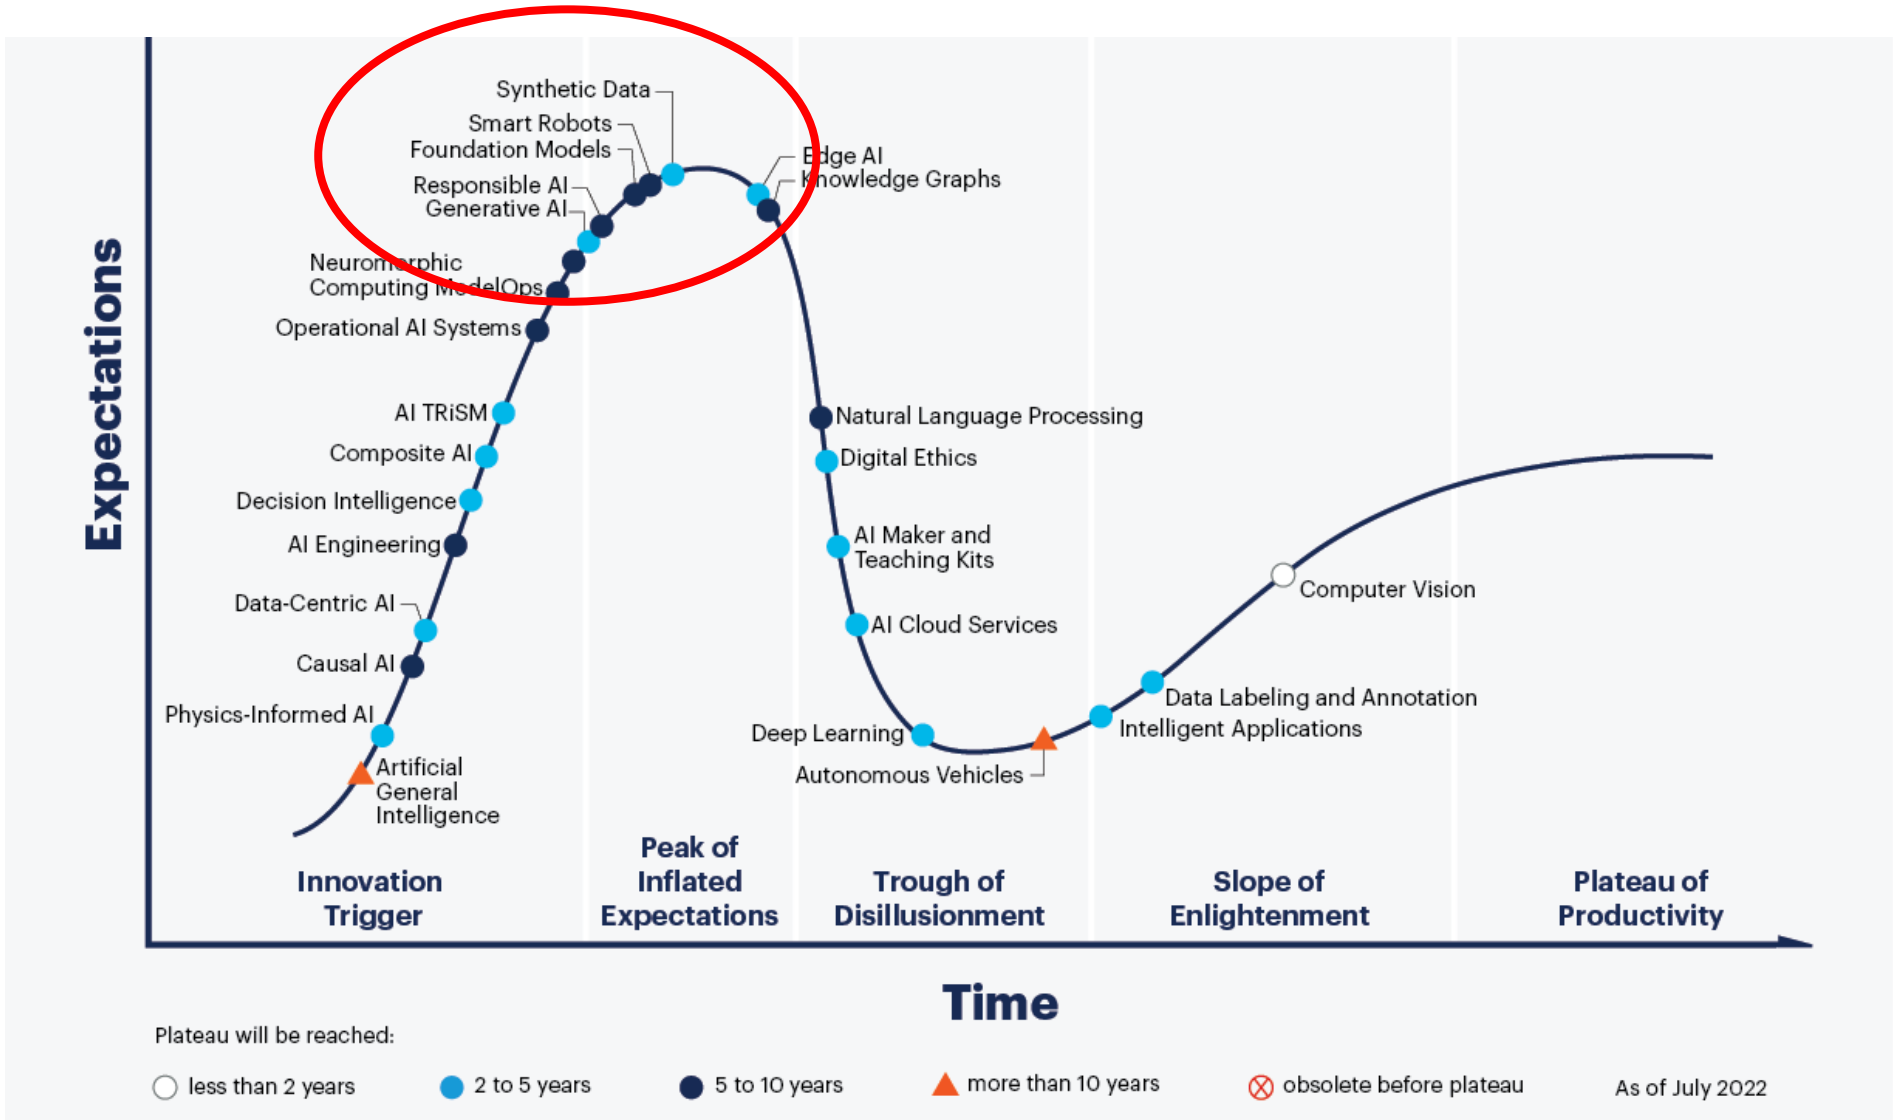 Expectations
Synthetic Data
Smart Robots
Foundation Models
Responsible AI
Generative AI
Neuromorphic
Computing ModelOps
Operational AI Systems
AI TRiSM
Composite AI
Decision Intelligence
AI Engineering
Data-Centric AI
Causal AI
Physics-Informed AI
Artificial
General
Intelligence
Edge AI
Knowledge Graphs
Natural Language Processing
Digital Ethics
AI Maker and
Teaching Kits
AI Cloud Services
Deep Learning
Autonomous Vehicles
Computer Vision
Data Labeling and Annotation
Intelligent Applications
Innovation
Trigger
Peak of
Inflated
Expectations
Trough of
Disillusionment
Slope of
Enlightenment
Plateau of
Productivity
Time
Plateau will be reached:
less than 2 years
2 to 5 years
5 to 10 years
more than 10 years
obsolete before plateau
As of July 2022